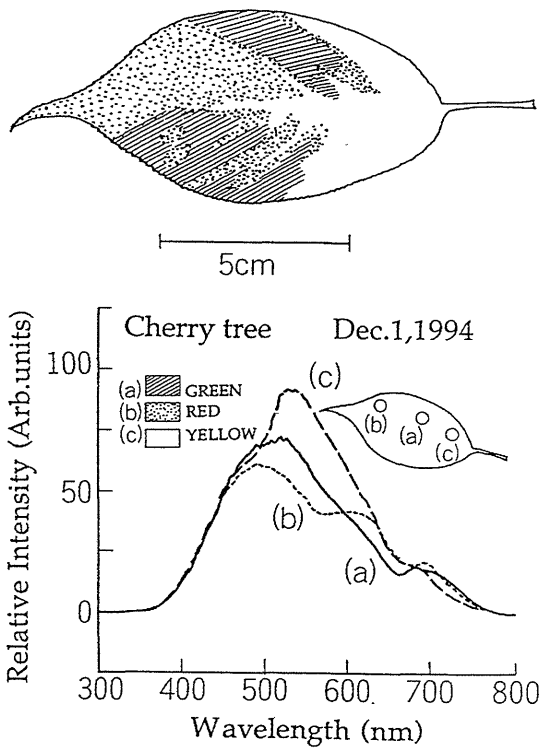 5cm
Cherry tree Dec.1,1994
(a) GREEN
(b) RED
(c) YELLOW
(c)
(b)
(a)
(c)
(b)
(a)
100
50
0
Relative Intensity (Arb.units)
300 400 500 600 700 800
Wavelength (nm)